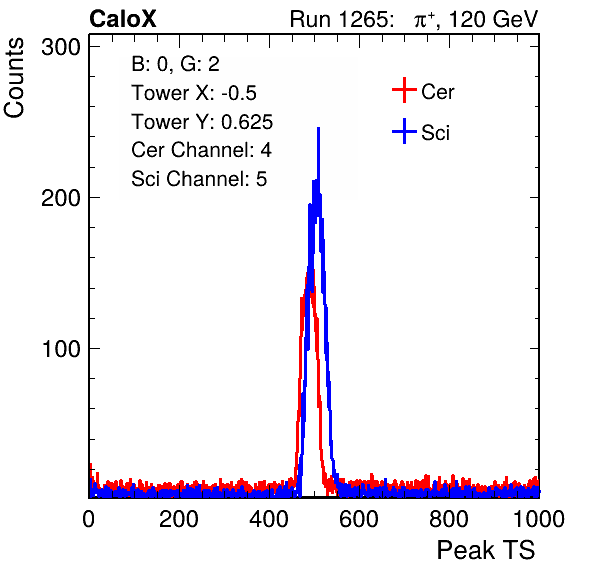 CaloX Run 1265: π+, 120 GeV
B: 0, G: 2
Tower X: -0.5
Tower Y: 0.625
Cer Channel: 4
Sci Channel: 5
Cer
Sci
Counts
300
200
100
0 200 400 600 800 1000
Peak TS